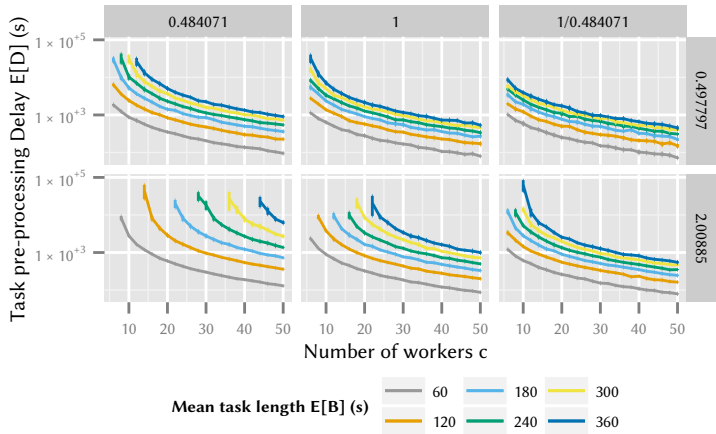 0.484071 1 1/0.484071
Task pre-processing Delay E[D] (s)
1 × 10⁺⁵
1 × 10⁺³
0.497797
1 × 10⁺⁵
1 × 10⁺³
2.00885
10 20 30 40 50 10 20 30 40 50 10 20 30 40 50
Number of workers c
Mean task length E[B] (s)
60 180 300
120 240 360